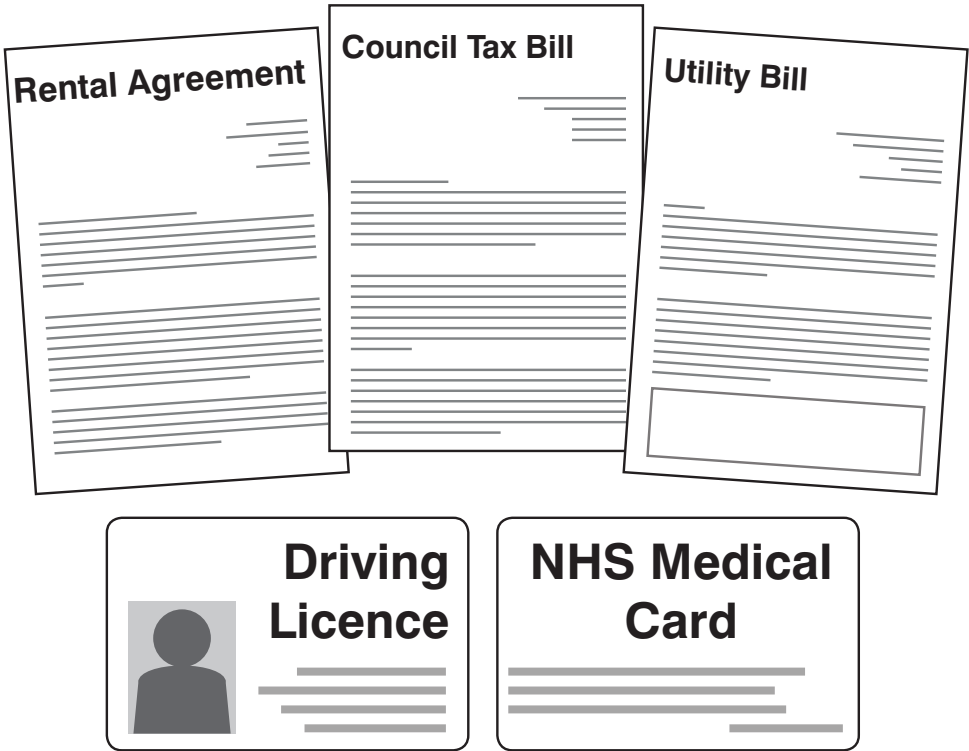 Rental Agreement
Council Tax Bill
Utility Bill
Driving
Licence
NHS Medical
Card